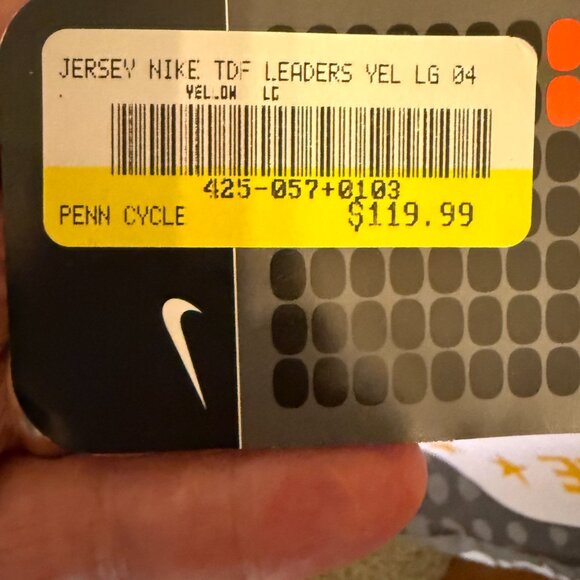 JERSEY NIKE TDF LEADERS YEL LG 04
YELLOW LG
425-057+0103
PENN CYCLE $119.99